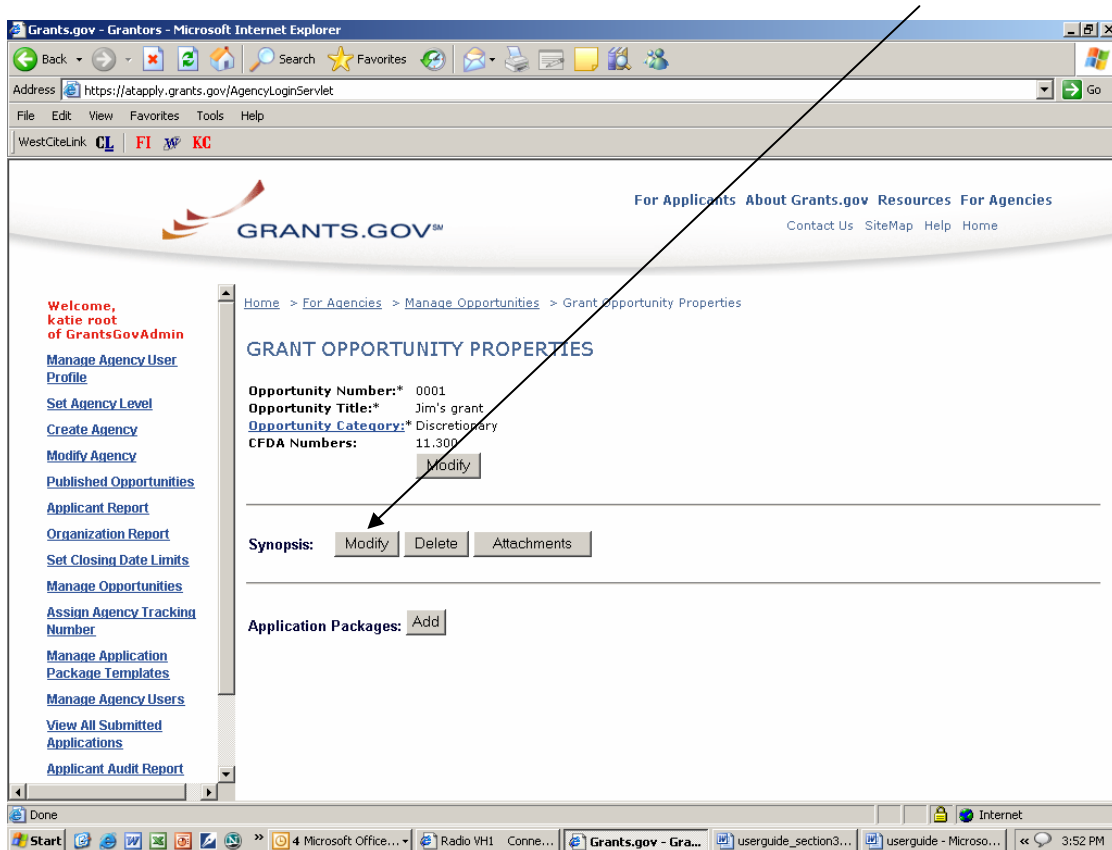 Grants.gov - Grantors - Microsoft Internet Explorer
Back Search Favorites
Address https://atapply.grants.gov/AgencyLoginServlet Go
File Edit View Favorites Tools Help
WestCiteLink CL FI KC
For Applicants About Grants.gov Resources For Agencies
GRANTS.GOV℠
Contact Us SiteMap Help Home
Welcome,
katie root
of GrantsGovAdmin
Manage Agency User
Profile
Set Agency Level
Create Agency
Modify Agency
Published Opportunities
Applicant Report
Organization Report
Set Closing Date Limits
Manage Opportunities
Assign Agency Tracking
Number
Manage Application
Package Templates
Manage Agency Users
View All Submitted
Applications
Applicant Audit Report
Home > For Agencies > Manage Opportunities > Grant Opportunity Properties
GRANT OPPORTUNITY PROPERTIES
Opportunity Number:* 0001
Opportunity Title:* Jim's grant
Opportunity Category:* Discretionary
CFDA Numbers: 11.300
Modify
Synopsis: Modify Delete Attachments
Application Packages: Add
Done Internet
Start » 4 Microsoft Office... Radio VH1 Conne... Grants.gov - Gra... userguide_section3... userguide - Microso... « 3:52 PM